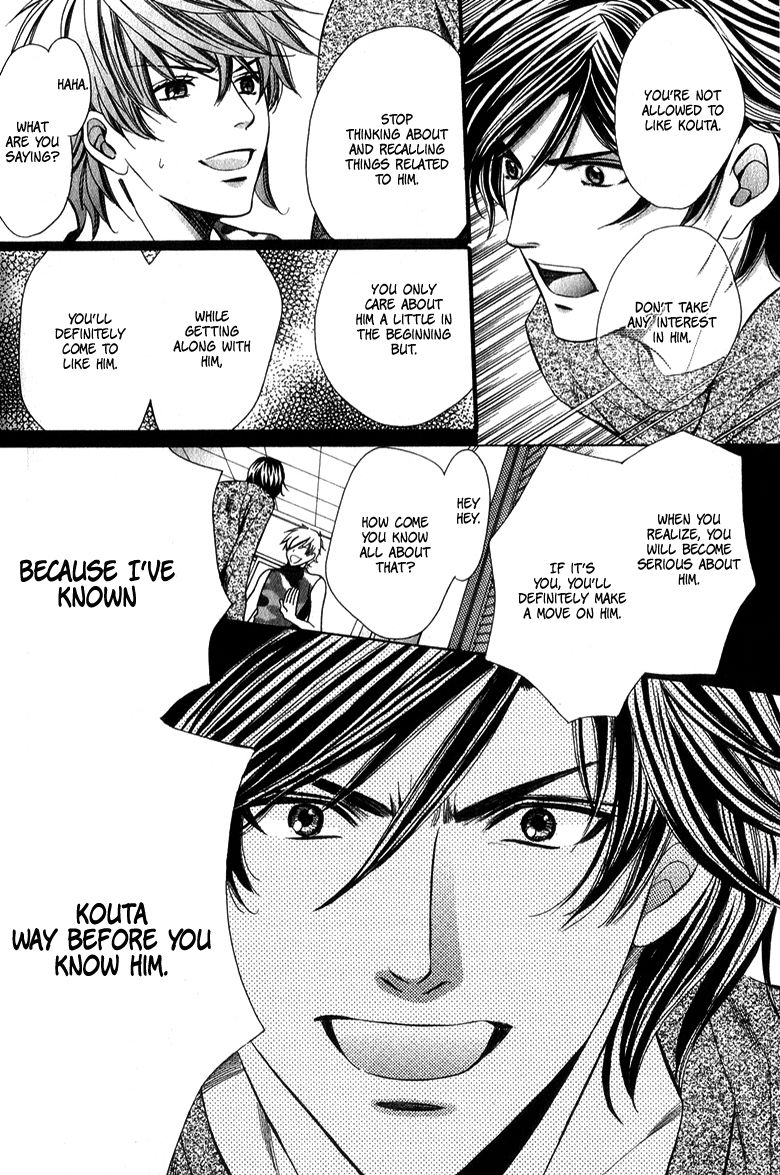 YOU'RE NOT
ALLOWED TO
LIKE KOUTA.
DON'T TAKE
ANY INTEREST
IN HIM.
STOP
THINKING ABOUT
AND RECALLING
THINGS RELATED
TO HIM.
HAHA.
WHAT
ARE YOU
SAYING?
YOU ONLY
CARE ABOUT
HIM A LITTLE IN
THE BEGINNING
BUT.
WHILE
GETTING
ALONG WITH
HIM,
YOU'LL
DEFINITELY
COME TO
LIKE HIM.
WHEN YOU
REALIZE, YOU
WILL BECOME
SERIOUS ABOUT
HIM.
IF IT'S
YOU, YOU'LL
DEFINITELY MAKE
A MOVE ON HIM.
HEY
HEY.
HOW COME
YOU KNOW
ALL ABOUT
THAT?
BECAUSE I'VE
KNOWN
KOUTA
WAY BEFORE YOU
KNOW HIM.